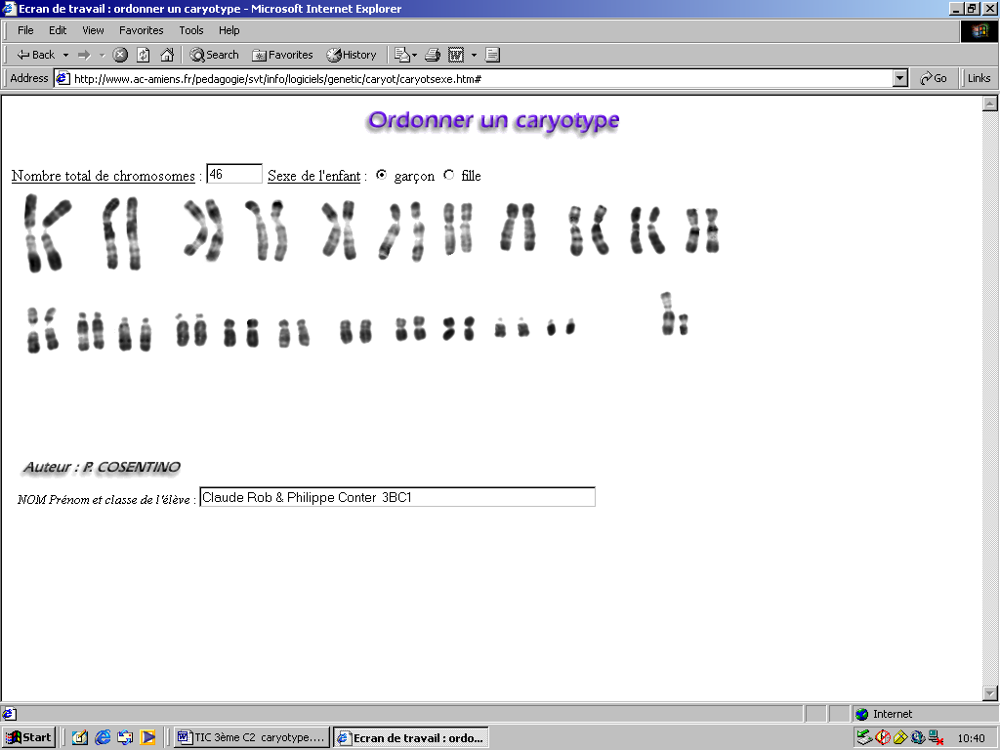 Ecran de travail : ordonner un caryotype - Microsoft Internet Explorer
File Edit View Favorites Tools Help
Back Search Favorites History
Address http://www.ac-amiens.fr/pedagogie/svt/info/logiciels/genetic/caryot/caryotsexe.htm# Go Links
Ordonner un caryotype
Nombre total de chromosomes : 46 Sexe de l'enfant : garçon fille
Auteur : P. COSENTINO
NOM Prénom et classe de l'élève : Claude Rob & Philippe Conter 3BC1
Internet
Start TIC 3ème C2 caryotype.... Ecran de travail : ordo... 10:40